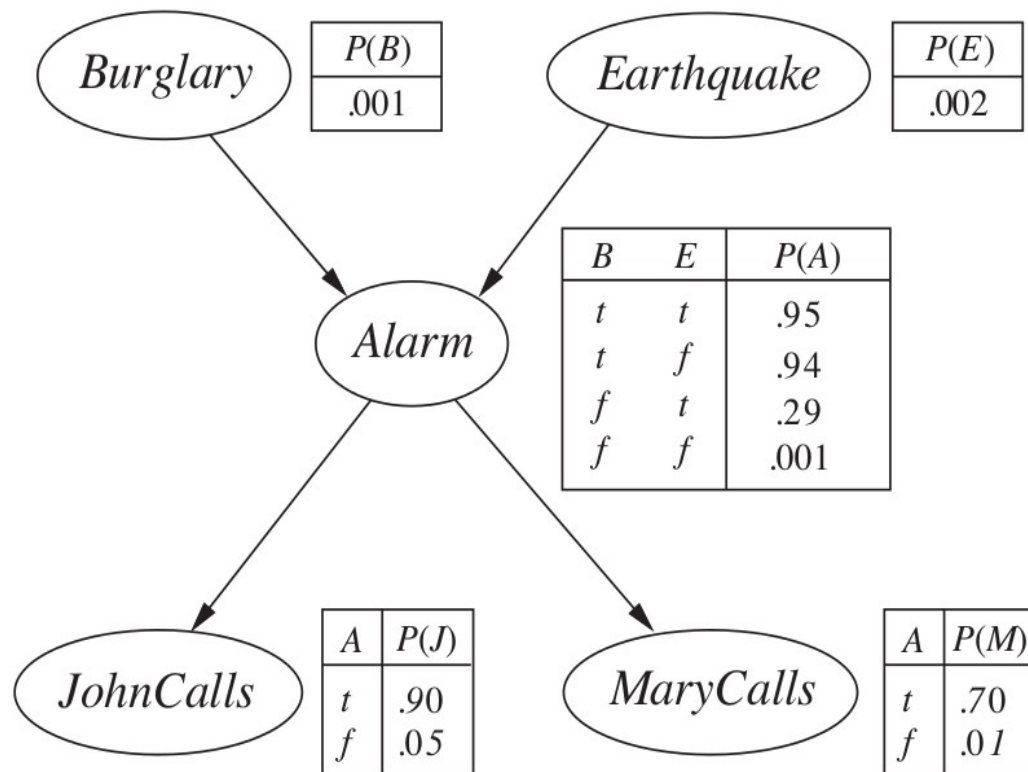 Burglary
P(B)
.001
Earthquake
P(E)
.002
B E P(A)
t t .95
t f .94
f t .29
f f .001
Alarm
JohnCalls
A P(J)
t .90
f .05
MaryCalls
A P(M)
t .70
f .01